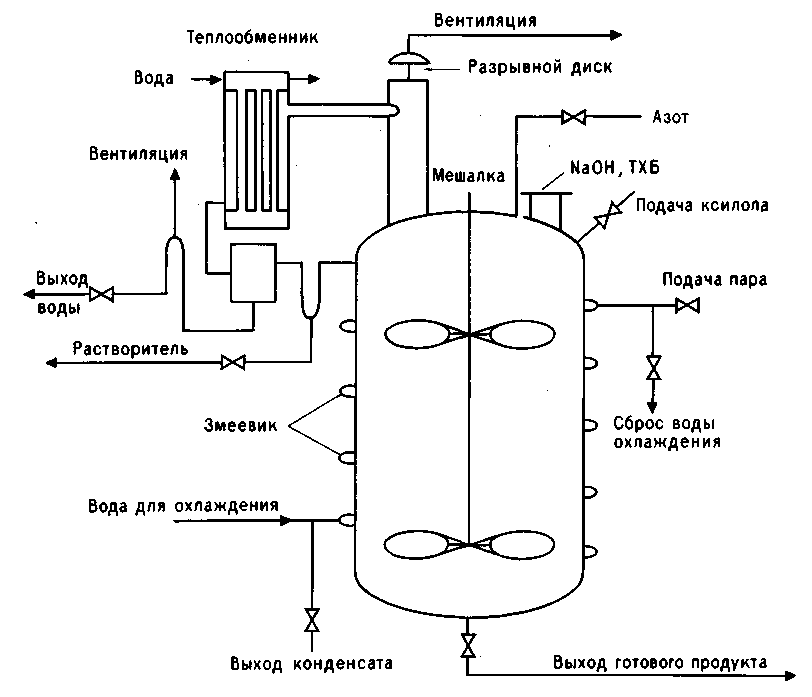 Вентиляция
Теплообменник
Разрывной диск
Вода
Азот
Вентиляция
NaOH, ТХБ
Мешалка
Подача ксилола
Выход
воды
Подача пара
Растворитель
Змеевик
Сброс воды
охлаждения
Вода для охлаждения
Выход конденсата
Выход готового продукта